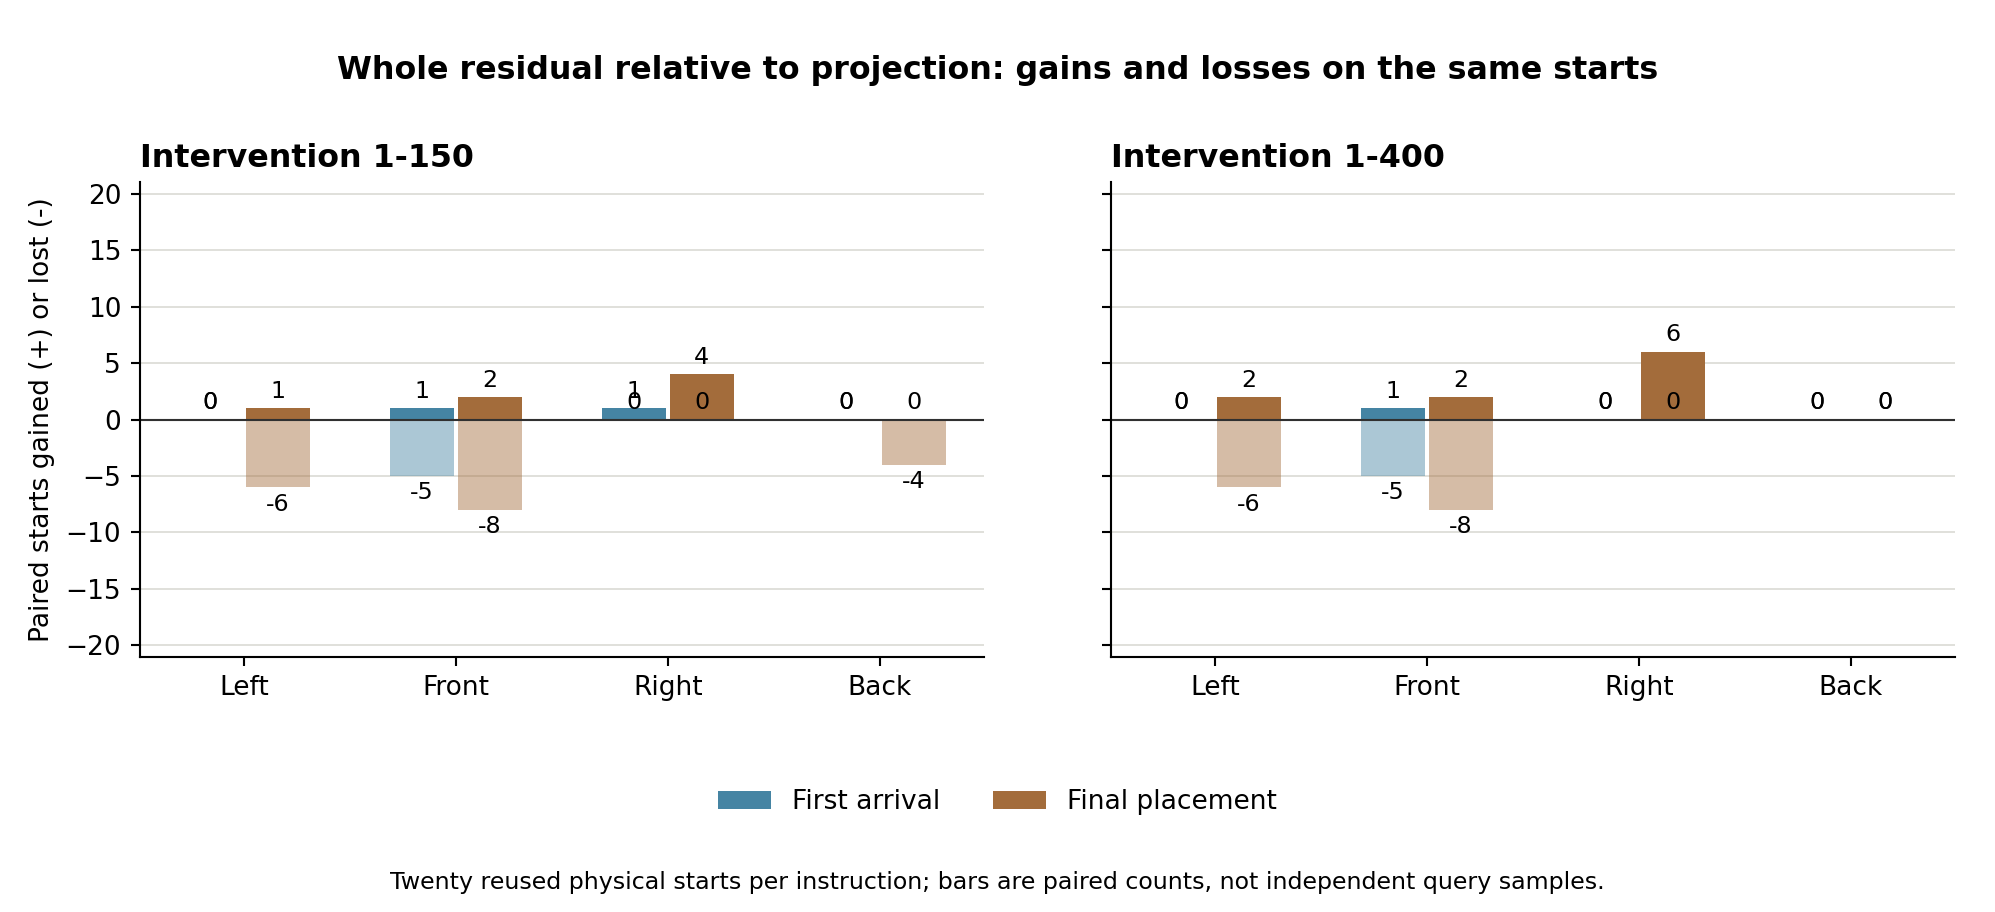 Whole residual relative to projection: gains and losses on the same starts
Intervention 1-150
Intervention 1-400
Paired starts gained (+) or lost (-)
20
15
10
5
0
−5
−10
−15
−20
0
1
-6
1
-5
2
-8
1
0
4
0
0
0
-4
0
2
-6
1
-5
2
-8
0
6
0
0
0
Left
Front
Right
Back
Left
Front
Right
Back
First arrival
Final placement
Twenty reused physical starts per instruction; bars are paired counts, not independent query samples.